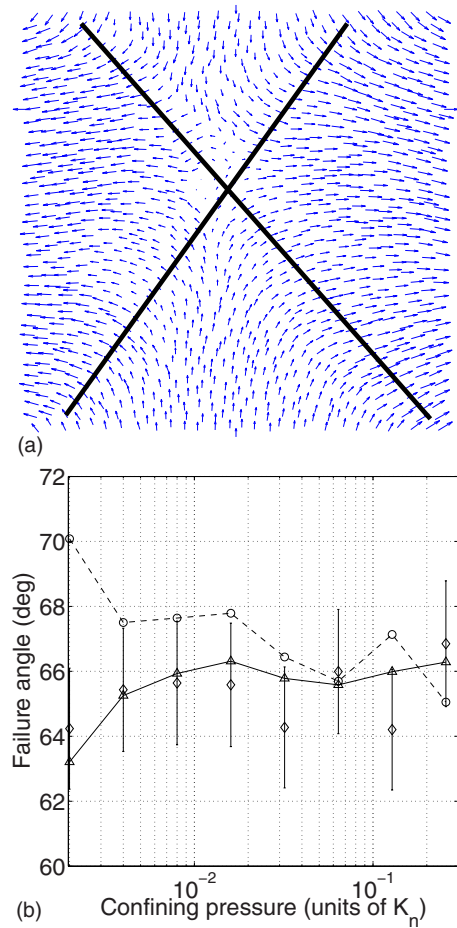 (a)
72
70
68
66
64
62
60
Failure angle (deg)
10^-2
10^-1
(b)
Confining pressure (units of K_n)